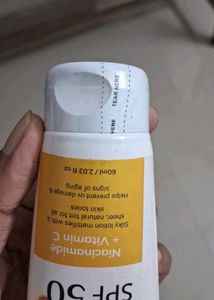 SPF 50
Niacinamide
+ Vitamin C
Silky lotion mattifies with a
sheer, natural tint for all
skin tones
Helps prevent uv damage &
signs of aging
60ml / 2.03 fl oz
TEAR HERE
TEAR HERE